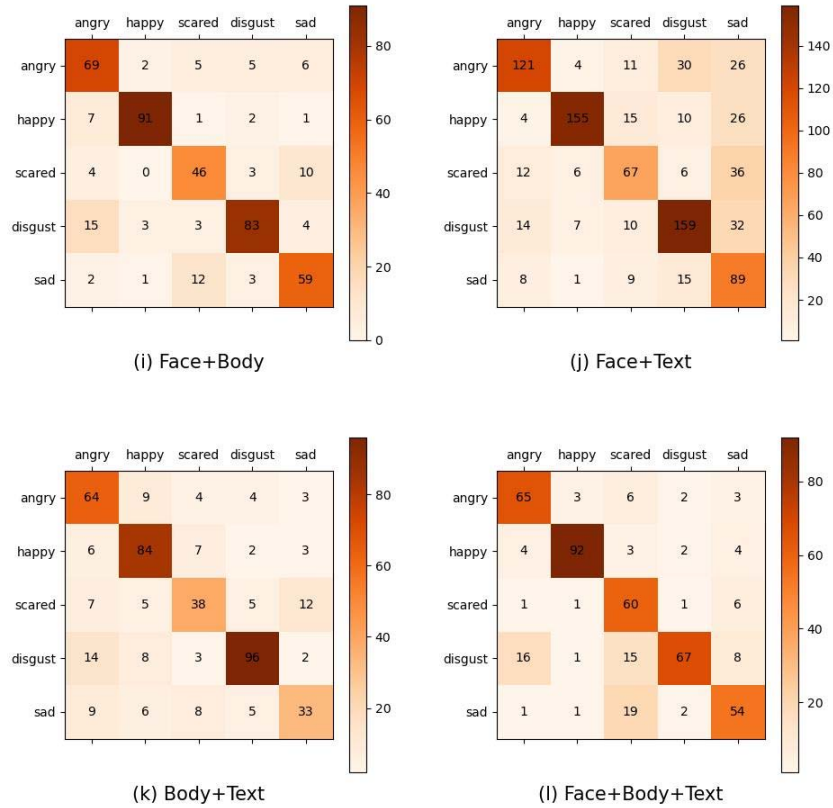 angry happy scared disgust sad
angry 69 2 5 5 6
happy 7 91 1 2 1
scared 4 0 46 3 10
disgust 15 3 3 83 4
sad 2 1 12 3 59
80
60
40
20
0
(i) Face+Body
angry happy scared disgust sad
angry 121 4 11 30 26
happy 4 155 15 10 26
scared 12 6 67 6 36
disgust 14 7 10 159 32
sad 8 1 9 15 89
140
120
100
80
60
40
20
(j) Face+Text
angry happy scared disgust sad
angry 64 9 4 4 3
happy 6 84 7 2 3
scared 7 5 38 5 12
disgust 14 8 3 96 2
sad 9 6 8 5 33
80
60
40
20
(k) Body+Text
angry happy scared disgust sad
angry 65 3 6 2 3
happy 4 92 3 2 4
scared 1 1 60 1 6
disgust 16 1 15 67 8
sad 1 1 19 2 54
80
60
40
20
(l) Face+Body+Text